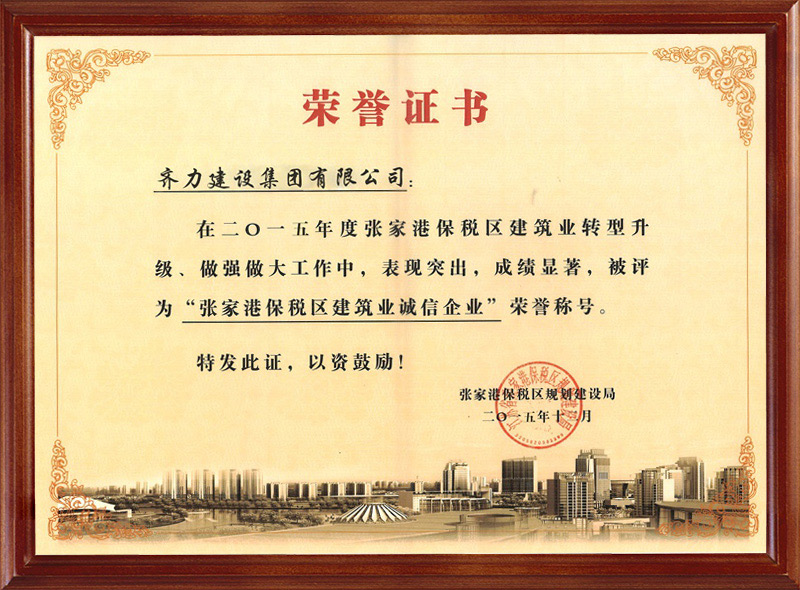 荣誉证书
齐力建设集团有限公司：
在二〇一五年度张家港保税区建筑业转型升
级、做强做大工作中，表现突出，成绩显著，被评
为“张家港保税区建筑业诚信企业”荣誉称号。
特发此证，以资鼓励！
张家港保税区规划建设局
二〇一五年十二月